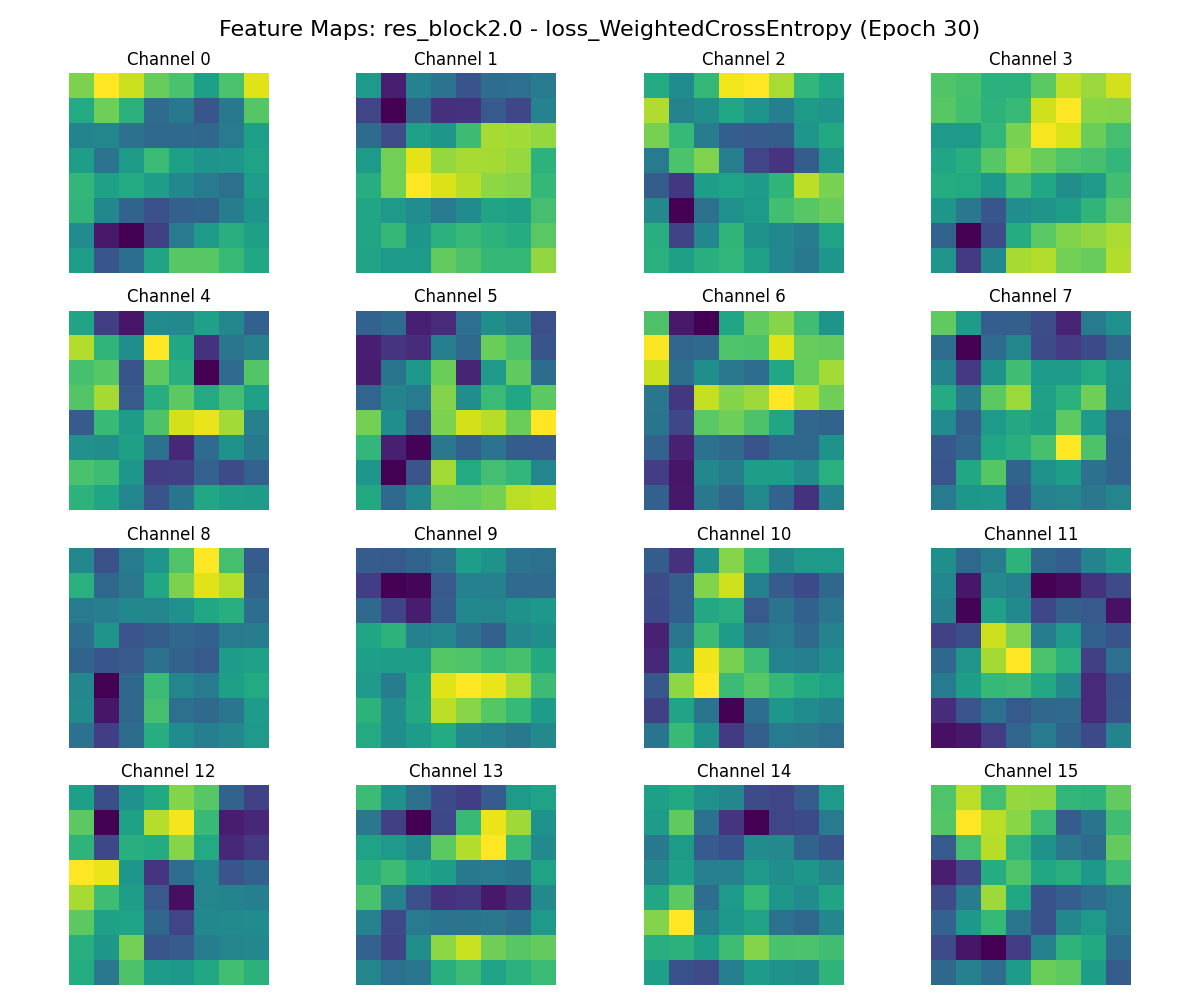 Feature Maps: res_block2.0 - loss_WeightedCrossEntropy (Epoch 30)
Channel 0
Channel 1
Channel 2
Channel 3
Channel 4
Channel 5
Channel 6
Channel 7
Channel 8
Channel 9
Channel 10
Channel 11
Channel 12
Channel 13
Channel 14
Channel 15